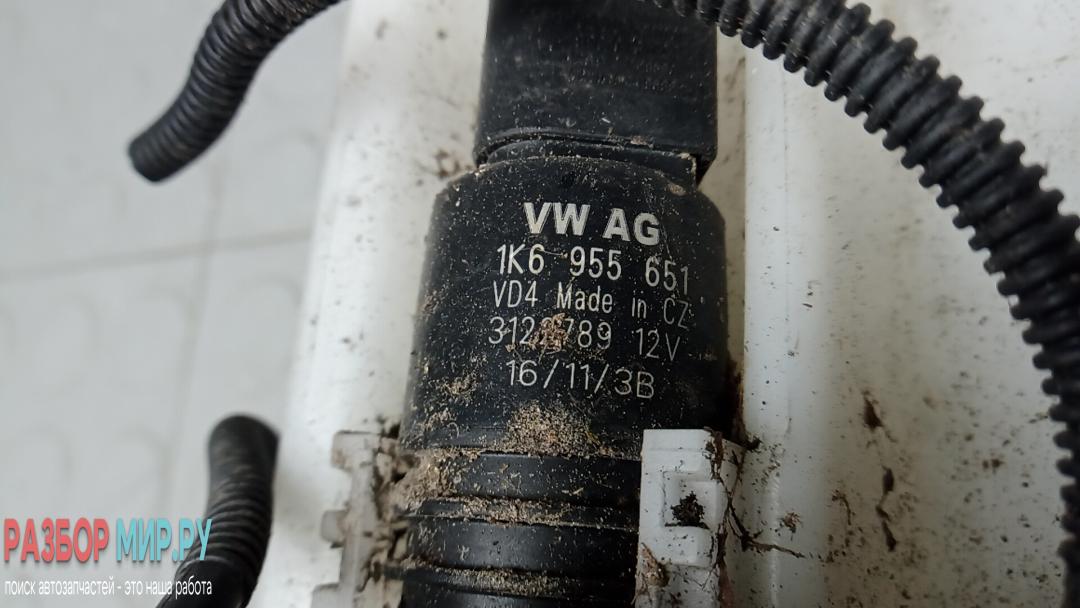 VW AG
1K6 955 651
VD4 Made in CZ
12V
16/11/3B
РАЗБОР МИР.РУ
поиск автозапчастей - это наша работа